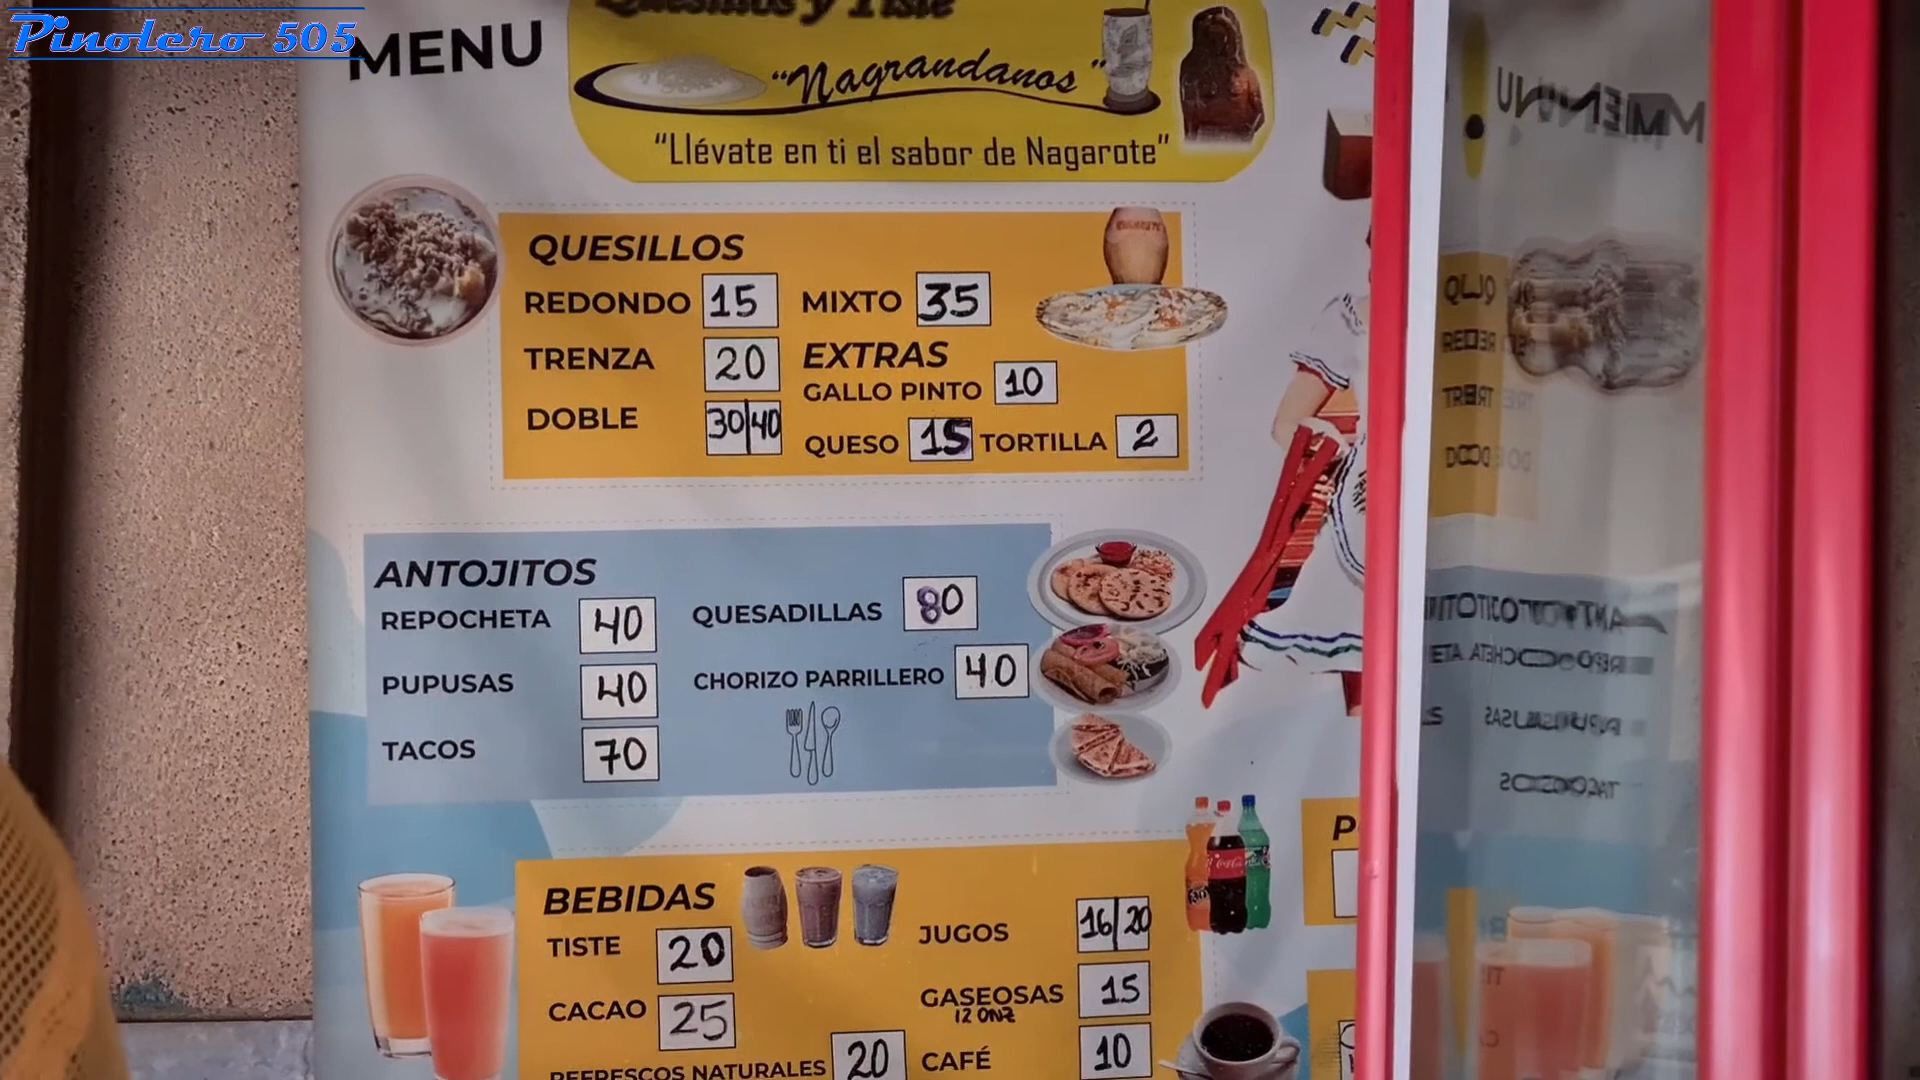 Pinolero 505
MENU
Quesillos y Tiste
"Nagrandanos"
"Llévate en ti el sabor de Nagarote"
QUESILLOS
REDONDO 15 MIXTO 35
TRENZA 20 EXTRAS
GALLO PINTO 10
DOBLE 30/40
QUESO 15 TORTILLA 2
ANTOJITOS
REPOCHETA 40 QUESADILLAS 80
PUPUSAS 40 CHORIZO PARRILLERO 40
TACOS 70
BEBIDAS
TISTE 20 JUGOS 16/20
CACAO 25 GASEOSAS 15
12 ONZ
REFRESCOS NATURALES 20 CAFÉ 10